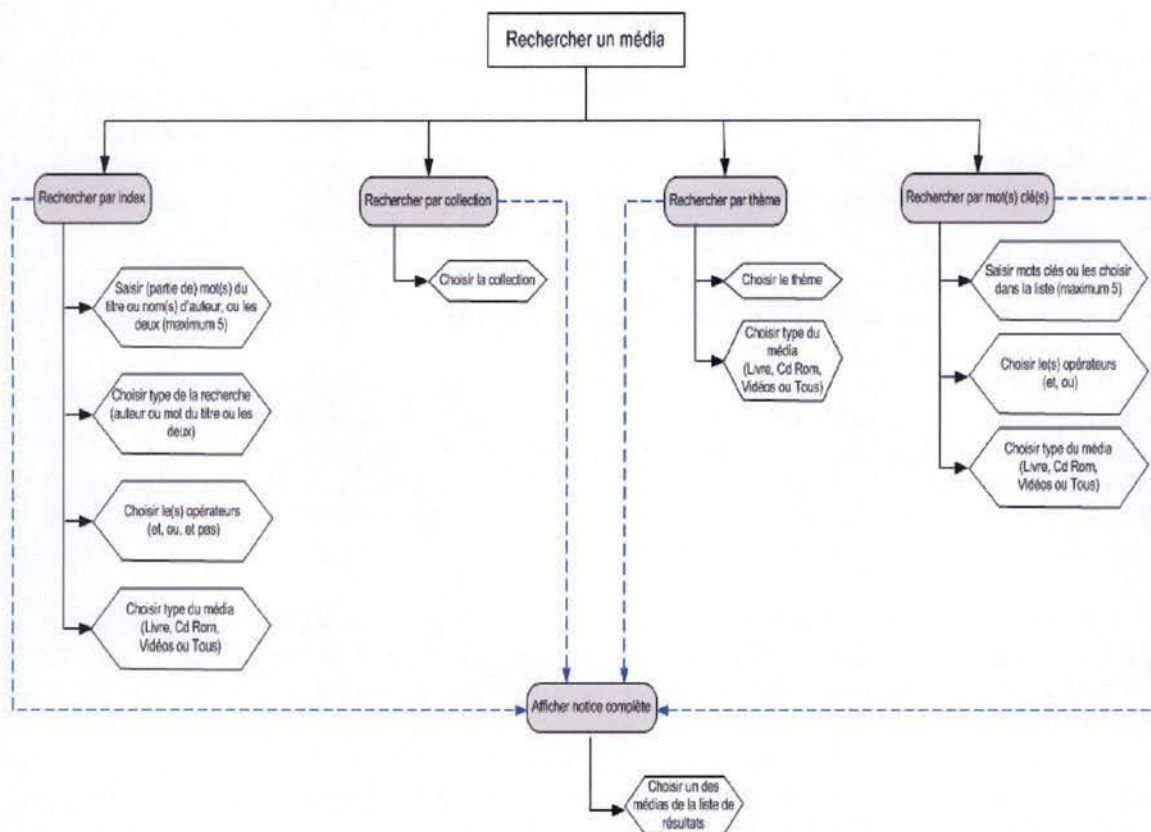 Rechercher un média
Rechercher par index
Rechercher par collection
Rechercher par thème
Rechercher par mot(s) clé(s)
Saisir (partie de) mot(s) du
titre ou nom(s) d'auteur, ou les
deux (maximum 5)
Choisir type de la recherche
(auteur ou mot du titre ou les
deux)
Choisir le(s) opérateurs
(et, ou, et pas)
Choisir type du média
(Livre, Cd Rom,
Vidéos ou Tous)
Choisir la collection
Choisir le thème
Choisir type du
média
(Livre, Cd Rom,
Vidéos ou Tous)
Saisir mots clés ou les choisir
dans la liste (maximum 5)
Choisir le(s) opérateurs
(et, ou)
Choisir type du média
(Livre, Cd Rom,
Vidéos ou Tous)
Afficher notice complète
Choisir un des
médias de la liste de
résultats